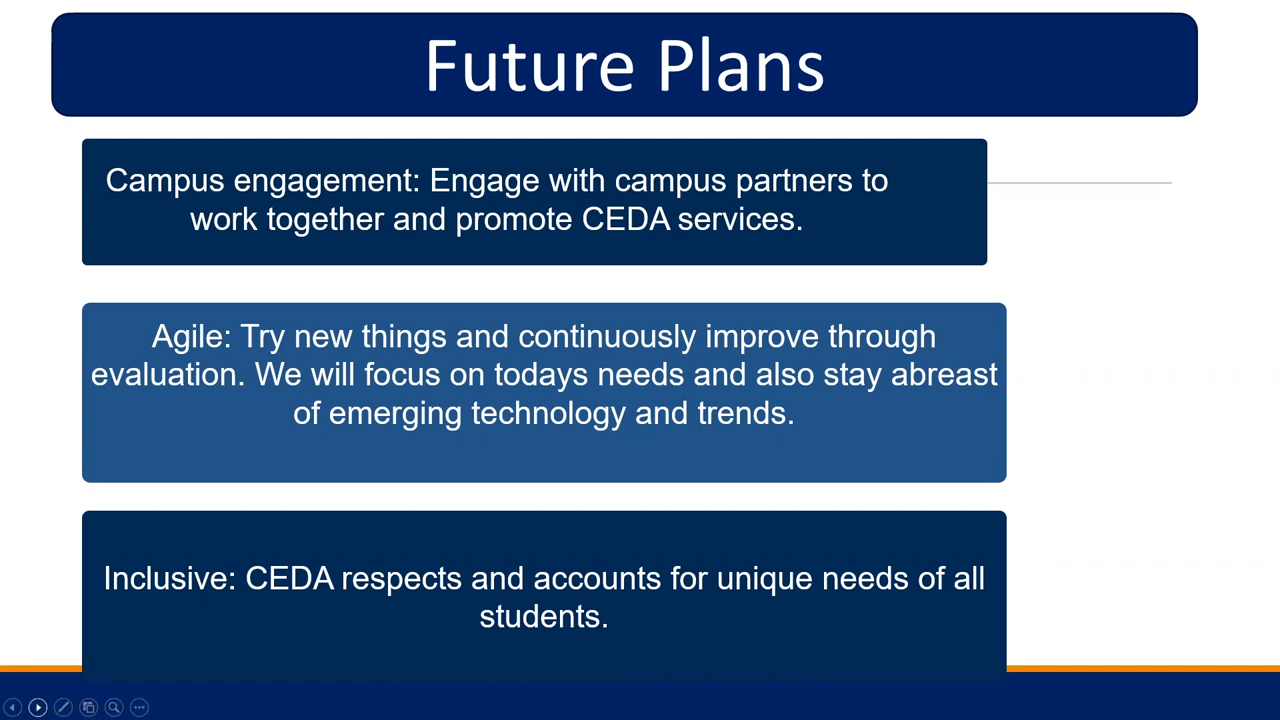 Future Plans
Campus engagement: Engage with campus partners to
work together and promote CEDA services.
Agile: Try new things and continuously improve through
evaluation. We will focus on todays needs and also stay abreast
of emerging technology and trends.
Inclusive: CEDA respects and accounts for unique needs of all
students.